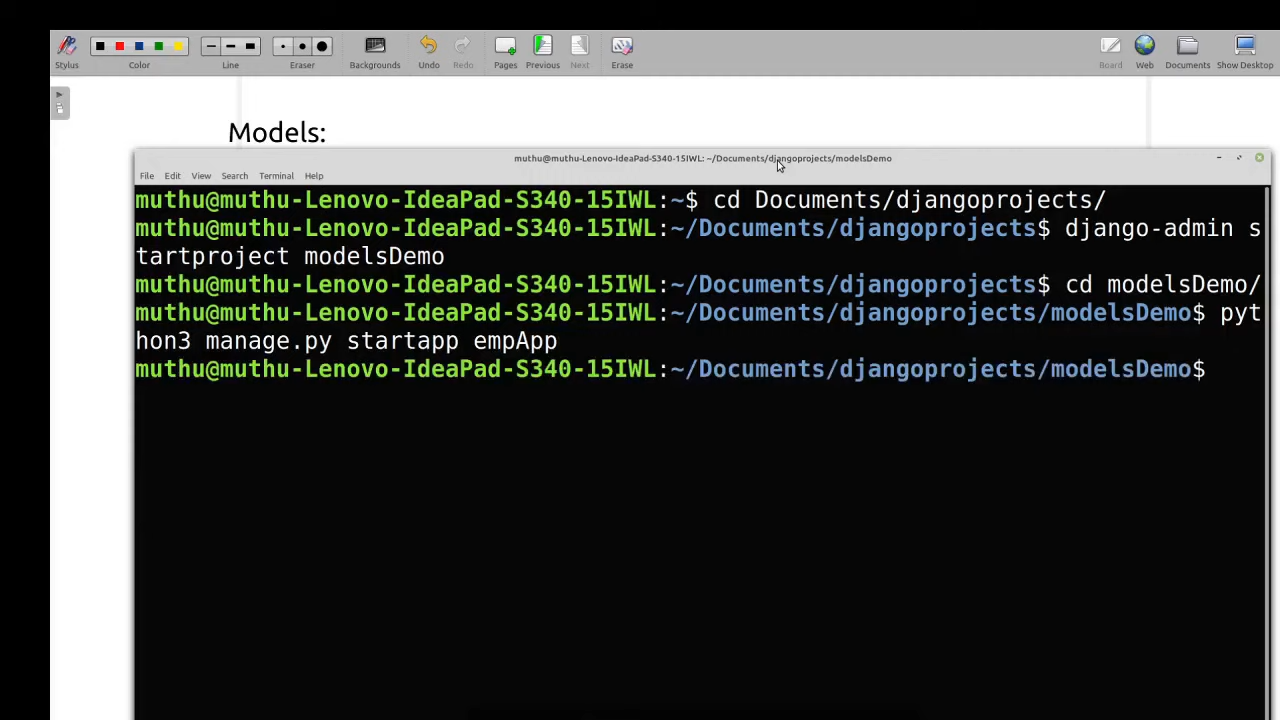 Stylus Color Line Eraser Backgrounds Undo Redo Pages Previous Next Erase Board Web Documents Show Desktop
Models:
muthu@muthu-Lenovo-IdeaPad-S340-15IWL: ~/Documents/djangoprojects/modelsDemo
File Edit View Search Terminal Help
muthu@muthu-Lenovo-IdeaPad-S340-15IWL:~$ cd Documents/djangoprojects/
muthu@muthu-Lenovo-IdeaPad-S340-15IWL:~/Documents/djangoprojects$ django-admin s
tartproject modelsDemo
muthu@muthu-Lenovo-IdeaPad-S340-15IWL:~/Documents/djangoprojects$ cd modelsDemo/
muthu@muthu-Lenovo-IdeaPad-S340-15IWL:~/Documents/djangoprojects/modelsDemo$ pyt
hon3 manage.py startapp empApp
muthu@muthu-Lenovo-IdeaPad-S340-15IWL:~/Documents/djangoprojects/modelsDemo$